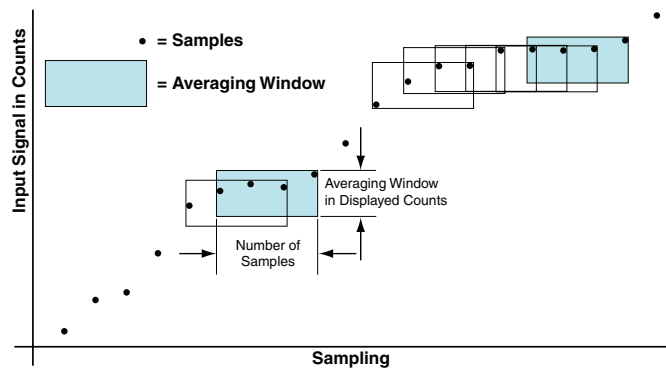 = Samples
= Averaging Window
Input Signal in Counts
Averaging Window
in Displayed Counts
Number of
Samples
Sampling